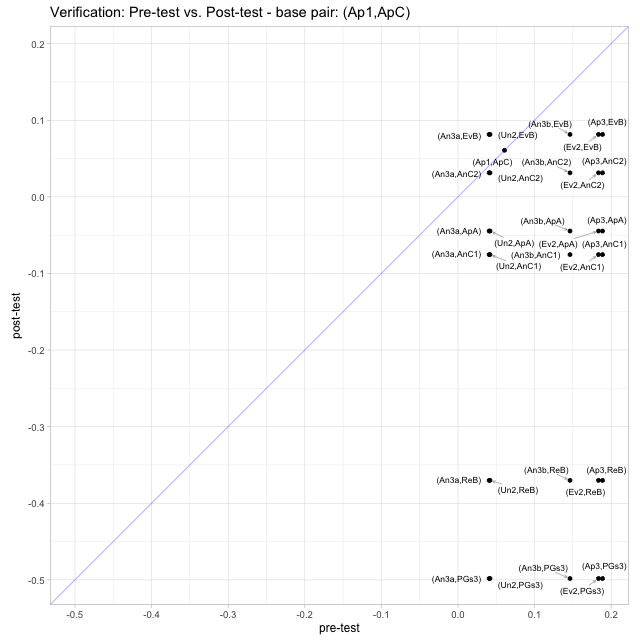 Verification: Pre-test vs. Post-test - base pair: (Ap1,ApC)
0.2
0.1
(An3b,EvB) (Ap3,EvB)
(An3a,EvB) (Un2,EvB)
(Ev2,EvB)
(Ap1,ApC) (An3b,AnC2) (Ap3,AnC2)
(An3a,AnC2) (Un2,AnC2)
(Ev2,AnC2)
0.0
(An3b,ApA) (Ap3,ApA)
(An3a,ApA)
(Un2,ApA) (Ev2,ApA) (Ap3,AnC1)
(An3a,AnC1) (An3b,AnC1)
(Un2,AnC1) (Ev2,AnC1)
-0.1
post-test
-0.2
-0.3
(An3b,ReB) (Ap3,ReB)
(An3a,ReB)
(Un2,ReB) (Ev2,ReB)
-0.4
(An3b,PGs3) (Ap3,PGs3)
-0.5
(An3a,PGs3)
(Un2,PGs3) (Ev2,PGs3)
-0.5 -0.4 -0.3 -0.2 -0.1 0.0 0.1 0.2
pre-test